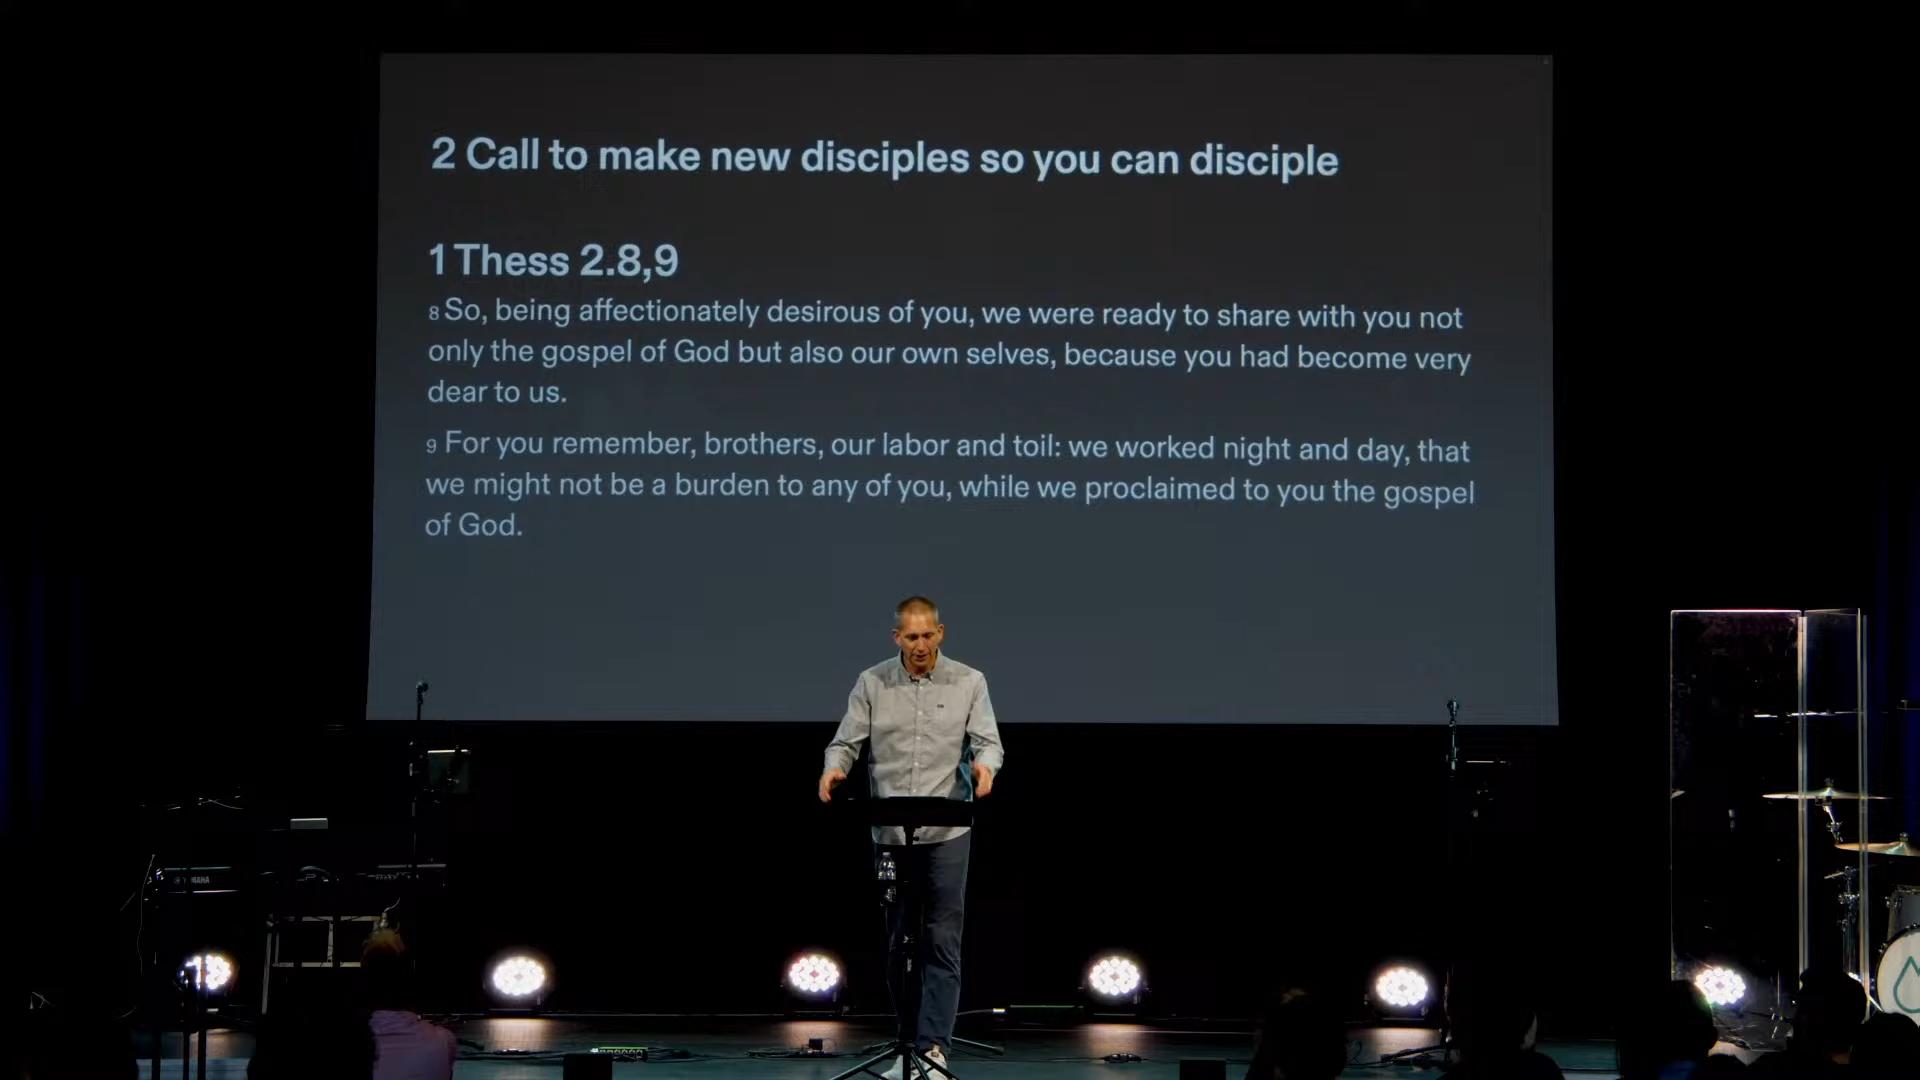 2 Call to make new disciples so you can disciple
1 Thess 2.8,9
8 So, being affectionately desirous of you, we were ready to share with you not
only the gospel of God but also our own selves, because you had become very
dear to us.
9 For you remember, brothers, our labor and toil: we worked night and day, that
we might not be a burden to any of you, while we proclaimed to you the gospel
of God.
YAMAHA